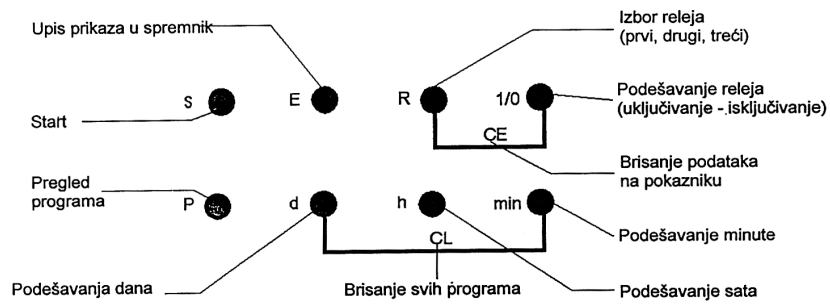 Upis prikaza u spremnik
Izbor releja
(prvi, drugi, treći)
S
E
R
1/0
Podešavanje releja
(uključivanje - isključivanje)
Start
CE
Brisanje podataka
na pokazniku
Pregled
programa
P
d
h
min
CL
Podešavanje minute
Podešavanja dana
Brisanje svih programa
Podešavanje sata